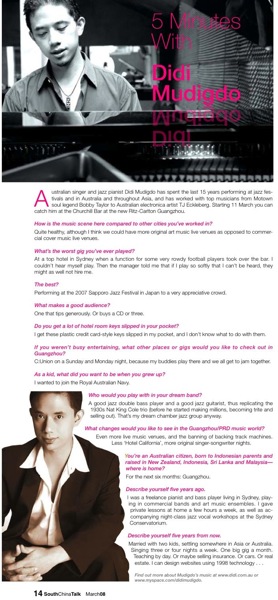 5 Minutes
With
Didi
Mudigdo
Australian singer and jazz pianist Didi Mudigdo has spent the last 15 years performing at jazz fes-
tivals and in Australia and throughout Asia, and has worked with top musicians from Motown
soul legend Bobby Taylor to Australian electronica artist TJ Eckleberg. Starting 11 March you can
catch him at the Churchill Bar at the new Ritz-Carlton Guangzhou.
How is the music scene here compared to other cities you've worked in?
Quite healthy, although I think we could have more original art music live venues as opposed to commer-
cial cover music live venues.
What's the worst gig you've ever played?
At a top hotel in Sydney when a function for some very rowdy football players took over the bar. I
couldn't hear myself play. Then the manager told me that if I play so softly that I can't be heard, they
might as well not hire me.
The best?
Performing at the 2007 Sapporo Jazz Festival in Japan to a very appreciative crowd.
What makes a good audience?
One that tips generously. Or buys a CD or three.
Do you get a lot of hotel room keys slipped in your pocket?
I get these plastic credit card-style keys slipped in my pocket, and I don't know what to do with them.
If you weren't busy entertaining, what other places or gigs would you like to check out in
Guangzhou?
C:Union on a Sunday and Monday night, because my buddies play there and we all get to jam together.
As a kid, what did you want to be when you grew up?
I wanted to join the Royal Australian Navy.
Who would you play with in your dream band?
A good jazz double bass player and a good jazz guitarist, thus replicating the
1930s Nat King Cole trio (before he started making millions, becoming trite and
selling out). That's my dream chamber jazz group anyway.
What changes would you like to see in the Guangzhou/PRD music world?
Even more live music venues, and the banning of backing track machines.
Less 'Hotel California', more original singer-songwriter nights.
You're an Australian citizen, born to Indonesian parents and
raised in New Zealand, Indonesia, Sri Lanka and Malaysia—
where is home?
For the next six months: Guangzhou.
Describe yourself five years ago.
I was a freelance pianist and bass player living in Sydney, play-
ing in commercial bands and art music ensembles. I gave
private lessons at home a few hours a week, as well as ac-
companying night-class jazz vocal workshops at the Sydney
Conservatorium.
Describe yourself five years from now.
Married with two kids, settling somewhere in Asia or Australia.
Singing three or four nights a week. One big gig a month.
Teaching by day. Or maybe selling insurance. Or cars. Or real
estate. I can design websites using 1998 technology . . .
Find out more about Mudigdo's music at www.didi.com.au or
www.myspace.com/didimudigdo.
14 SouthChinaTalk March08